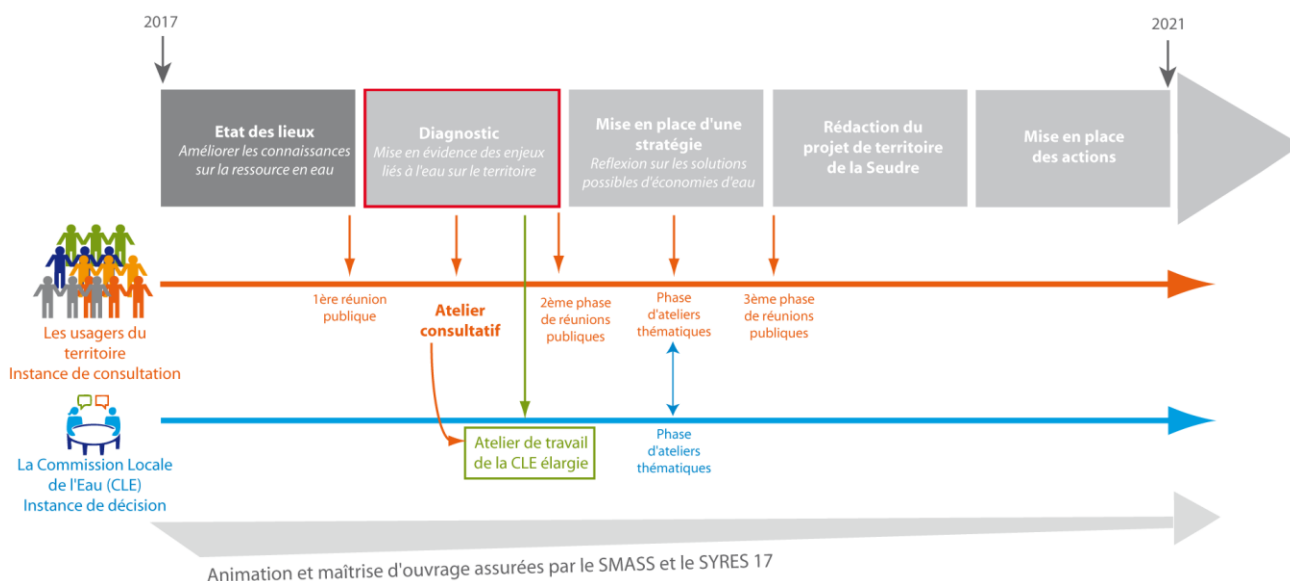 2017
2021
Etat des lieux
Améliorer les connaissances
sur la ressource en eau
Diagnostic
Mise en évidence des enjeux
liés à l'eau sur le territoire
Mise en place d'une
stratégie
Reflexion sur les solutions
possibles d'économies d'eau
Rédaction du
projet de territoire
de la Seudre
Mise en place
des actions
Les usagers du
territoire
Instance de consultation
1ère réunion
publique
Atelier
consultatif
2ème phase
de réunions
publiques
Phase
d'ateliers
thématiques
3ème phase
de réunions
publiques
La Commission Locale
de l'Eau (CLE)
Instance de décision
Atelier de travail
de la CLE élargie
Phase
d'ateliers
thématiques
Animation et maîtrise d'ouvrage assurées par le SMASS et le SYRES 17